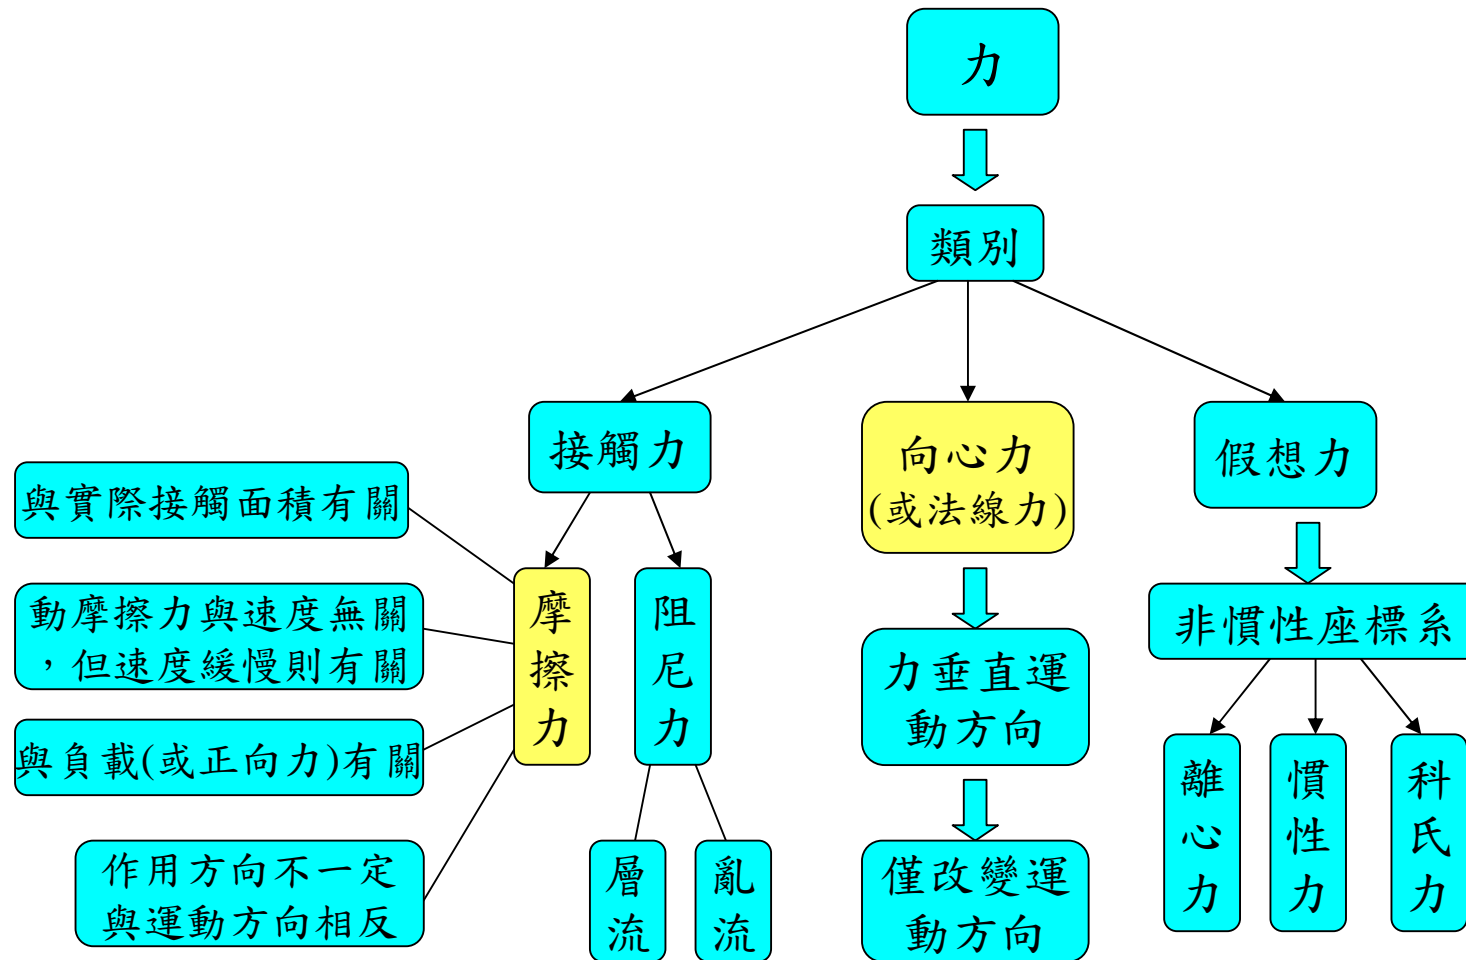 力
類別
接觸力
向心力
(或法線力)
假想力
與實際接觸面積有關
動摩擦力與速度無關
，但速度緩慢則有關
與負載(或正向力)有關
作用方向不一定
與運動方向相反
摩擦力
阻尼力
層流
亂流
力垂直運
動方向
僅改變運
動方向
非慣性座標系
離心力
慣性力
科氏力